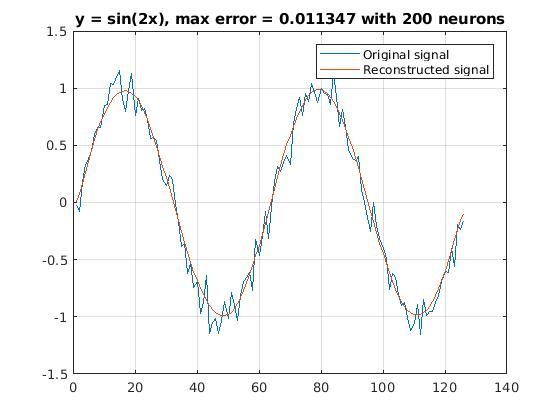 y = sin(2x), max error = 0.011347 with 200 neurons
1.5
Original signal
Reconstructed signal
1
0.5
0
-0.5
-1
-1.5
0 20 40 60 80 100 120 140